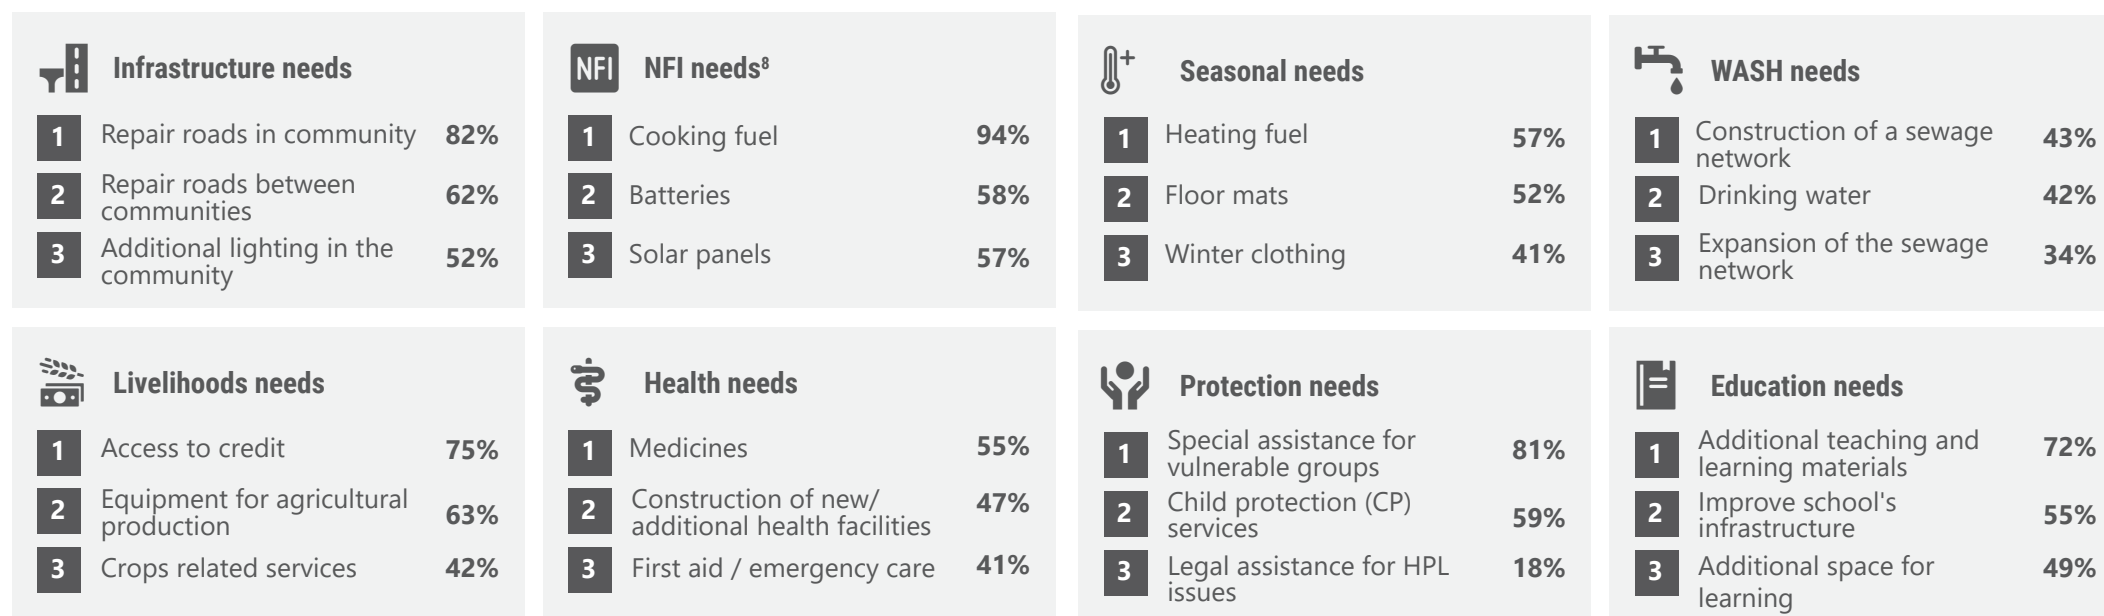 Infrastructure needs
1 Repair roads in community 82%
2 Repair roads between
communities 62%
3 Additional lighting in the
community 52%
NFI NFI needs⁸
1 Cooking fuel 94%
2 Batteries 58%
3 Solar panels 57%
Seasonal needs
1 Heating fuel 57%
2 Floor mats 52%
3 Winter clothing 41%
WASH needs
1 Construction of a sewage
network 43%
2 Drinking water 42%
3 Expansion of the sewage
network 34%
Livelihoods needs
1 Access to credit 75%
2 Equipment for agricultural
production 63%
3 Crops related services 42%
Health needs
1 Medicines 55%
2 Construction of new/
additional health facilities 47%
3 First aid / emergency care 41%
Protection needs
1 Special assistance for
vulnerable groups 81%
2 Child protection (CP)
services 59%
3 Legal assistance for HPL
issues 18%
Education needs
1 Additional teaching and
learning materials 72%
2 Improve school's
infrastructure 55%
3 Additional space for
learning 49%